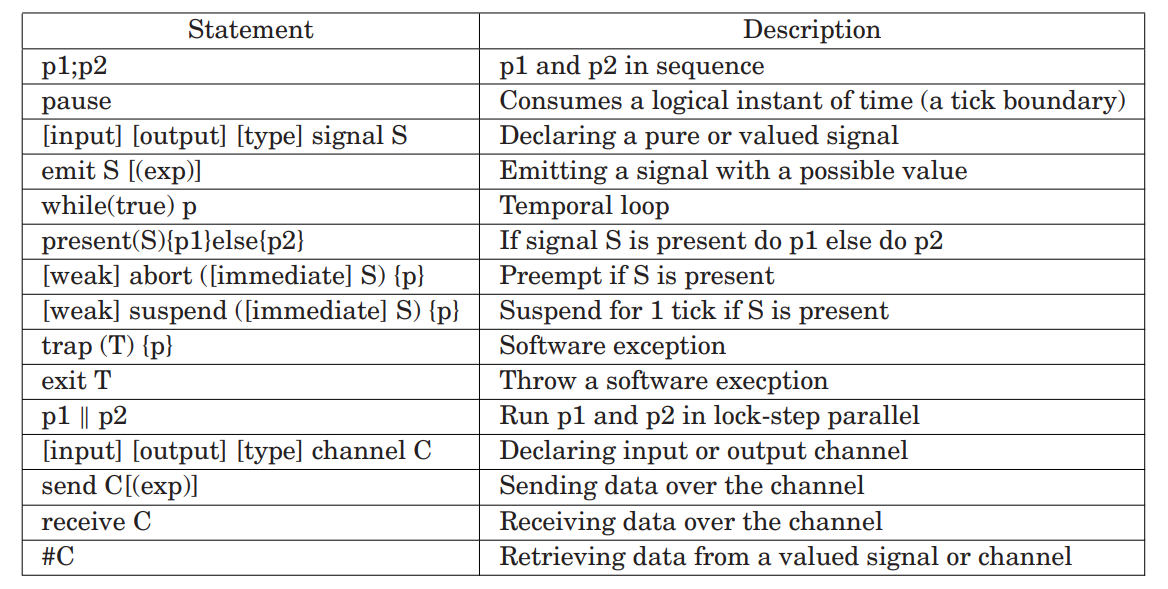 Statement Description
p1;p2 p1 and p2 in sequence
pause Consumes a logical instant of time (a tick boundary)
[input] [output] [type] signal S Declaring a pure or valued signal
emit S [(exp)] Emitting a signal with a possible value
while(true) p Temporal loop
present(S){p1}else{p2} If signal S is present do p1 else do p2
[weak] abort ([immediate] S) {p} Preempt if S is present
[weak] suspend ([immediate] S) {p} Suspend for 1 tick if S is present
trap (T) {p} Software exception
exit T Throw a software execption
p1 ∥ p2 Run p1 and p2 in lock-step parallel
[input] [output] [type] channel C Declaring input or output channel
send C[(exp)] Sending data over the channel
receive C Receiving data over the channel
#C Retrieving data from a valued signal or channel